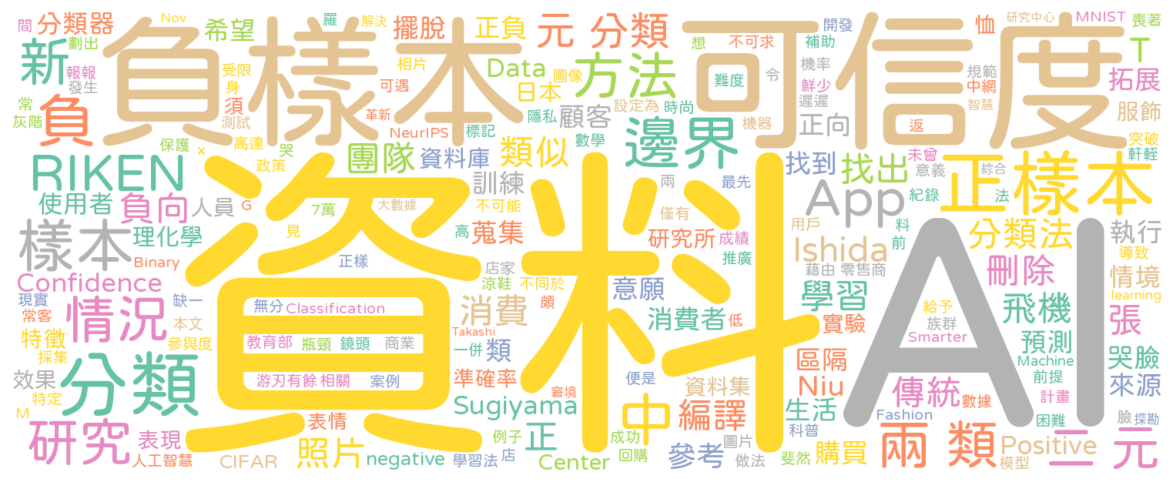 間 分類器 Nov 希望 羅 解決 擺脫 正負 元 分類 想 不可求 開發 補助 恤 研究中心 MNIST 喪著
劃出 負樣本 相片 Data 圖像 方法 可信度 機率 規範 中網 T
新 報報 受限 可遇 日本 難度 令 鮮少 智慧 拓展
常 發生 身 須 革新 隱私 設定為 時尚 遲遲 服飾
灰階 負 測試 NeurIPS 標記 顧客 機器 正向 返 突破
保護 x 高達 哭 團隊 資料庫 類似 數學 邊界 找到 找出 未曾 意義 綜合 軒輊
RIKEN 政策 訓練 兩 最先 正樣本
使用者 負向 人員 G 7萬 大數據 不可能 僅有 App 紀錄 法
樣本 理化學 見 高 蒐集 研究所 成績 用戶 料 前 分類法 執行
Binary 正樣 資料 推廣 Ishida AI 導致
Confidence 店家 藉由 零售商 刪除 情境
現實 情況 缺一 無分 Classification 涼鞋 不同於 意願 學習 給予 learning
常客 特徵 本文 消費 頗 消費者 低 實驗 族群 飛機 張
採集 參與度 教育部 瓶頸 鏡頭 商業 Takashi 一併 類 Smarter 預測 哭臉
效果 分類 游刃有餘 相關 案例 準確率 窘境 便是 區隔 Machine 前提 來源
特定 資料集 Niu 傳統 數據 計畫
M 表情 Sugiyama 中 編譯 生活 Fashion 困難 臉 探勘
研究 表現 照片 例子 正 成功 圖片 科普 兩 類 Positive 二 元
人工智慧 CIFAR negative 學習法 店 Center 回購 參考 做法 斐然 購買 模型